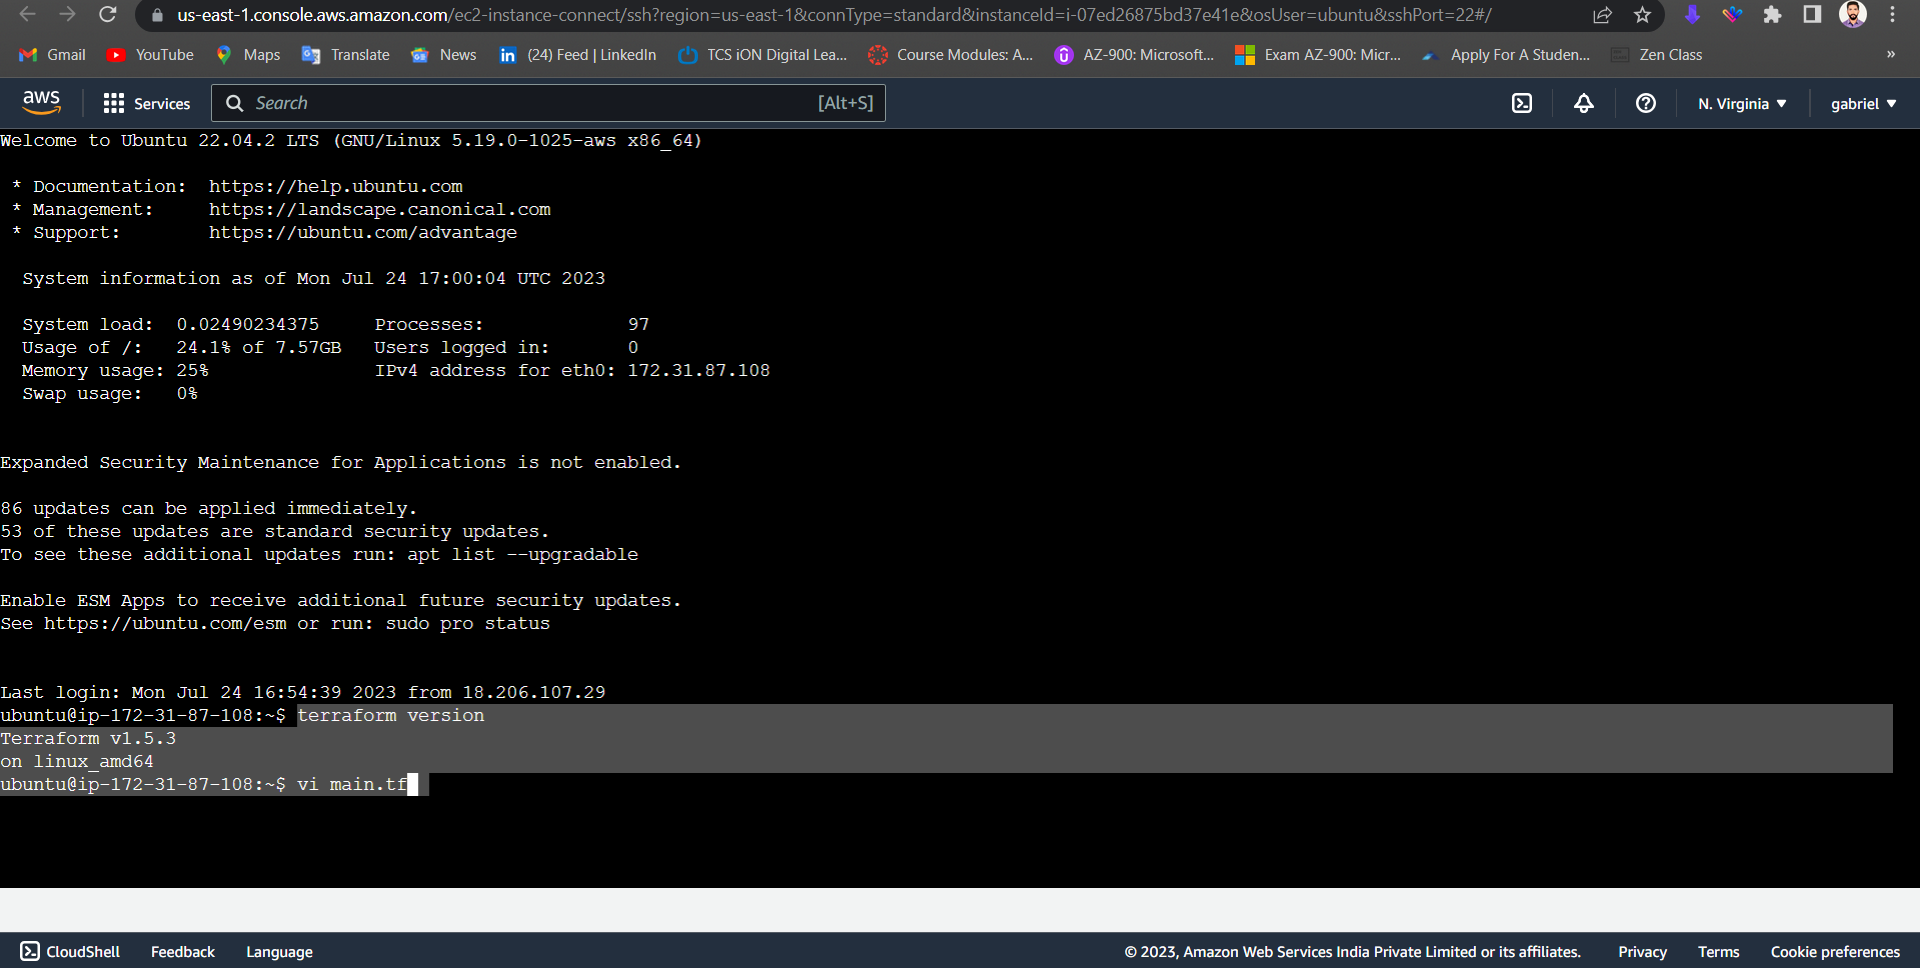 us-east-1.console.aws.amazon.com/ec2-instance-connect/ssh?region=us-east-1&connType=standard&instanceId=i-07ed26875bd37e41e&osUser=ubuntu&sshPort=22#/
Gmail YouTube Maps Translate News (24) Feed | LinkedIn TCS iON Digital Lea... Course Modules: A... AZ-900: Microsoft... Exam AZ-900: Micr... Apply For A Studen... Zen Class »
aws Services Search [Alt+S] N. Virginia gabriel
Welcome to Ubuntu 22.04.2 LTS (GNU/Linux 5.19.0-1025-aws x86_64)
* Documentation: https://help.ubuntu.com
* Management: https://landscape.canonical.com
* Support: https://ubuntu.com/advantage
System information as of Mon Jul 24 17:00:04 UTC 2023
System load: 0.02490234375 Processes: 97
Usage of /: 24.1% of 7.57GB Users logged in: 0
Memory usage: 25% IPv4 address for eth0: 172.31.87.108
Swap usage: 0%
Expanded Security Maintenance for Applications is not enabled.
86 updates can be applied immediately.
53 of these updates are standard security updates.
To see these additional updates run: apt list --upgradable
Enable ESM Apps to receive additional future security updates.
See https://ubuntu.com/esm or run: sudo pro status
Last login: Mon Jul 24 16:54:39 2023 from 18.206.107.29
ubuntu@ip-172-31-87-108:~$ terraform version
Terraform v1.5.3
on linux_amd64
ubuntu@ip-172-31-87-108:~$ vi main.tf
CloudShell Feedback Language © 2023, Amazon Web Services India Private Limited or its affiliates. Privacy Terms Cookie preferences